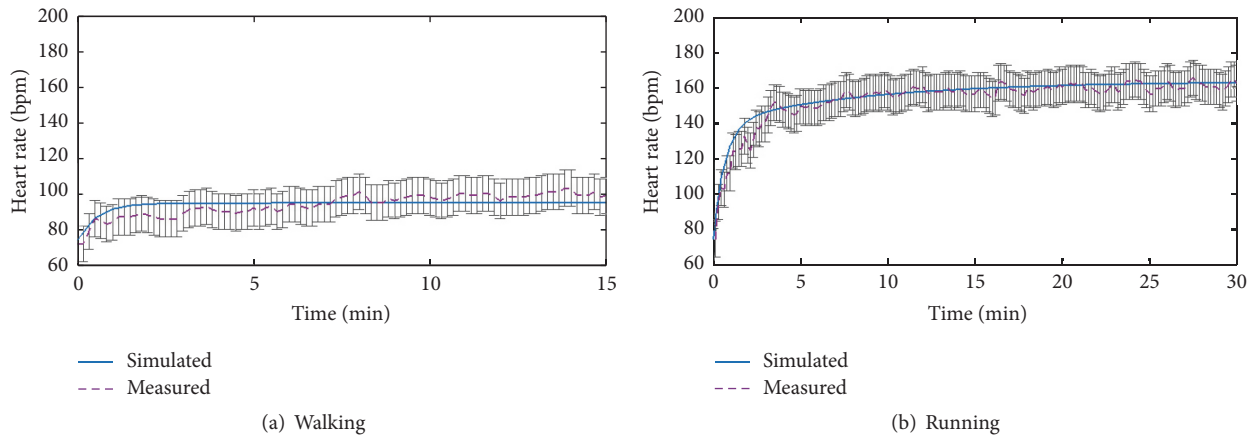 200
180
160
140
120
100
80
60
Heart rate (bpm)
0 5 10 15
Time (min)
Simulated
Measured
(a) Walking
200
180
160
140
120
100
80
60
Heart rate (bpm)
0 5 10 15 20 25 30
Time (min)
Simulated
Measured
(b) Running